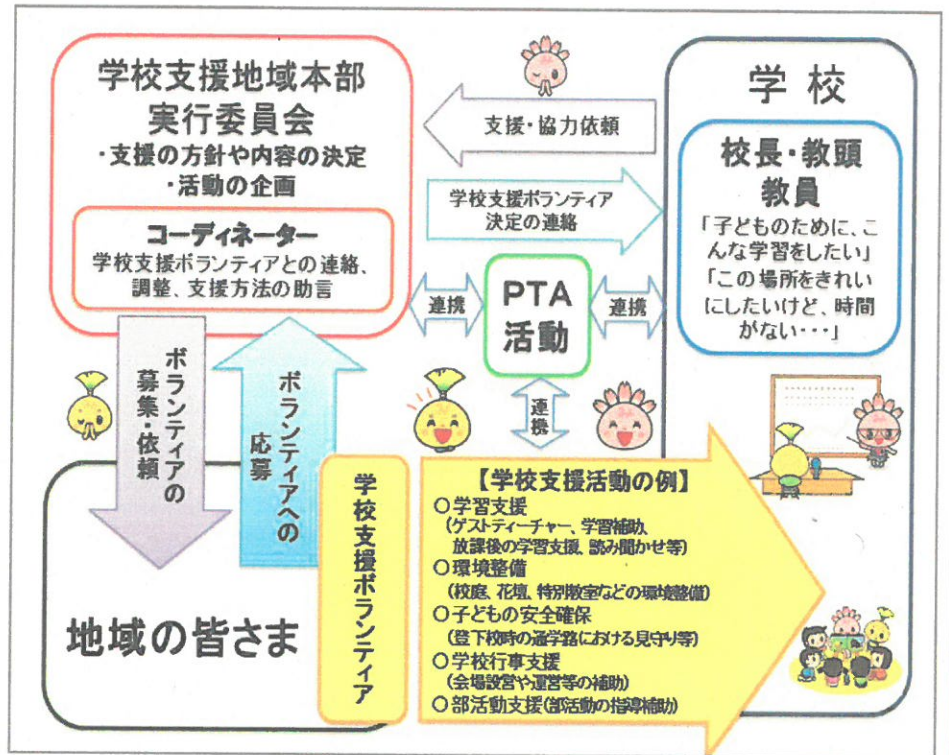 学校支援地域本部
実行委員会
・支援の方針や内容の決定
・活動の企画
コーディネーター
学校支援ボランティアとの連絡、
調整、支援方法の助言
支援・協力依頼
学校支援ボランティア
決定の連絡
学校
校長・教頭
教員
「子どものために、こ
んな学習をしたい」
「この場所をきれい
にしたいけど、時間
がない・・・」
連携
PTA
活動
連携
連携
ボランティアの
募集・依頼
ボランティアへの
応募
地域の皆さま
学校支援ボランティア
【学校支援活動の例】
○学習支援
(ゲストティーチャー、学習補助、
放課後の学習支援、読み聞かせ等)
○環境整備
(校庭、花壇、特別教室などの環境整備)
○子どもの安全確保
(登下校時の通学路における見守り等)
○学校行事支援
(会場設営や運営等の補助)
○部活動支援(部活動の指導補助)